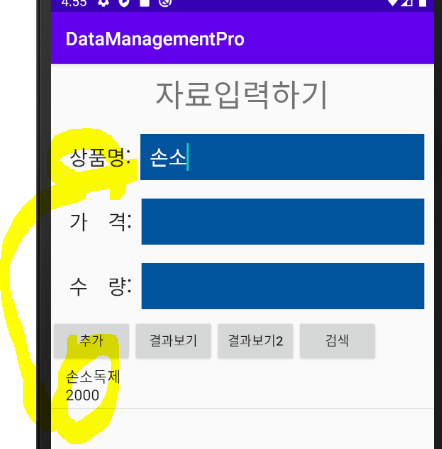 4:55
DataManagementPro
자료입력하기
상품명: 손소
가 격:
수 량:
추가 결과보기 결과보기2 검색
손소독제
2000